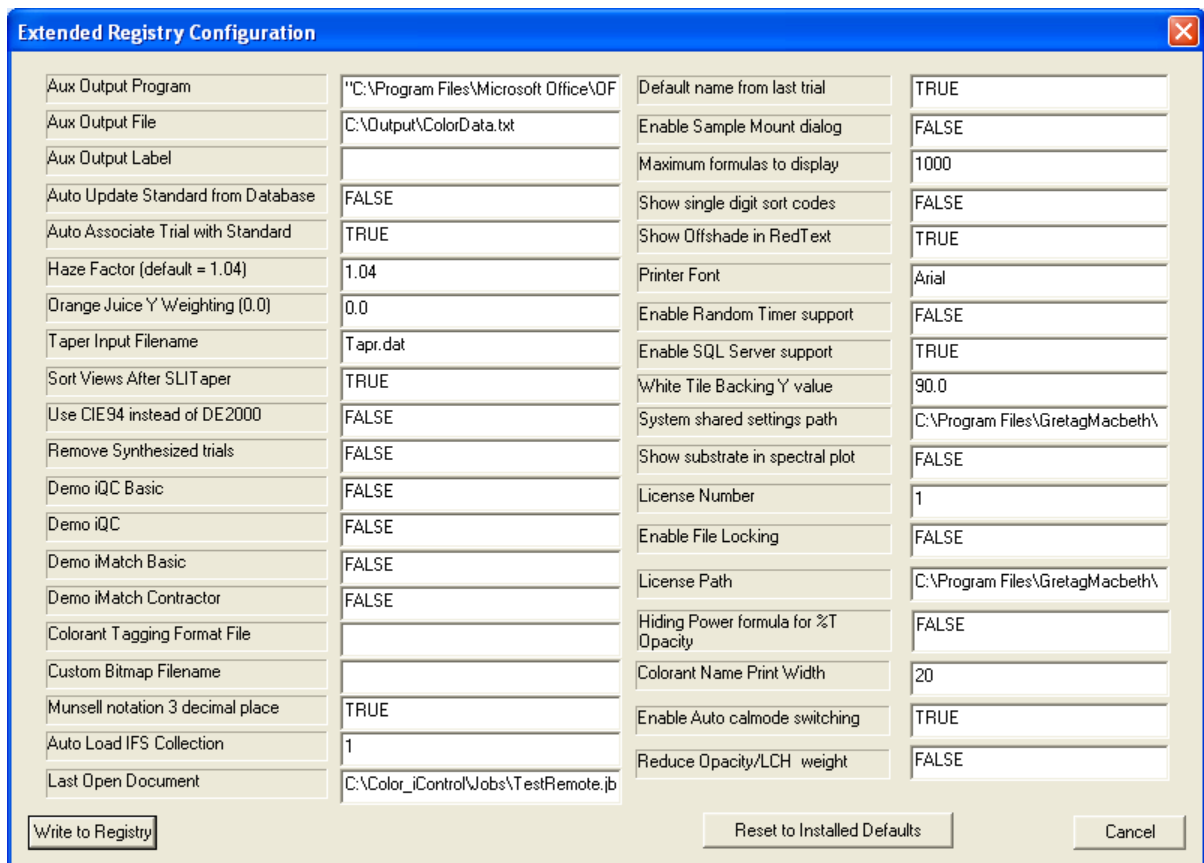 Extended Registry Configuration
Aux Output Program
"C:\Program Files\Microsoft Office\OF
Aux Output File
C:\Output\ColorData.txt
Aux Output Label
Auto Update Standard from Database
FALSE
Auto Associate Trial with Standard
TRUE
Haze Factor (default = 1.04)
1.04
Orange Juice Y Weighting (0.0)
0.0
Taper Input Filename
Tapr.dat
Sort Views After SLITaper
TRUE
Use CIE94 instead of DE2000
FALSE
Remove Synthesized trials
FALSE
Demo iQC Basic
FALSE
Demo iQC
FALSE
Demo iMatch Basic
FALSE
Demo iMatch Contractor
FALSE
Colorant Tagging Format File
Custom Bitmap Filename
Munsell notation 3 decimal place
TRUE
Auto Load IFS Collection
1
Last Open Document
C:\Color_iControl\Jobs\TestRemote.jb
Default name from last trial
TRUE
Enable Sample Mount dialog
FALSE
Maximum formulas to display
1000
Show single digit sort codes
FALSE
Show Offshade in RedText
TRUE
Printer Font
Arial
Enable Random Timer support
FALSE
Enable SQL Server support
TRUE
White Tile Backing Y value
90.0
System shared settings path
C:\Program Files\GretagMacbeth\
Show substrate in spectral plot
FALSE
License Number
1
Enable File Locking
FALSE
License Path
C:\Program Files\GretagMacbeth\
Hiding Power formula for %T
Opacity
FALSE
Colorant Name Print Width
20
Enable Auto calmode switching
TRUE
Reduce Opacity/LCH weight
FALSE
Write to Registry
Reset to Installed Defaults
Cancel